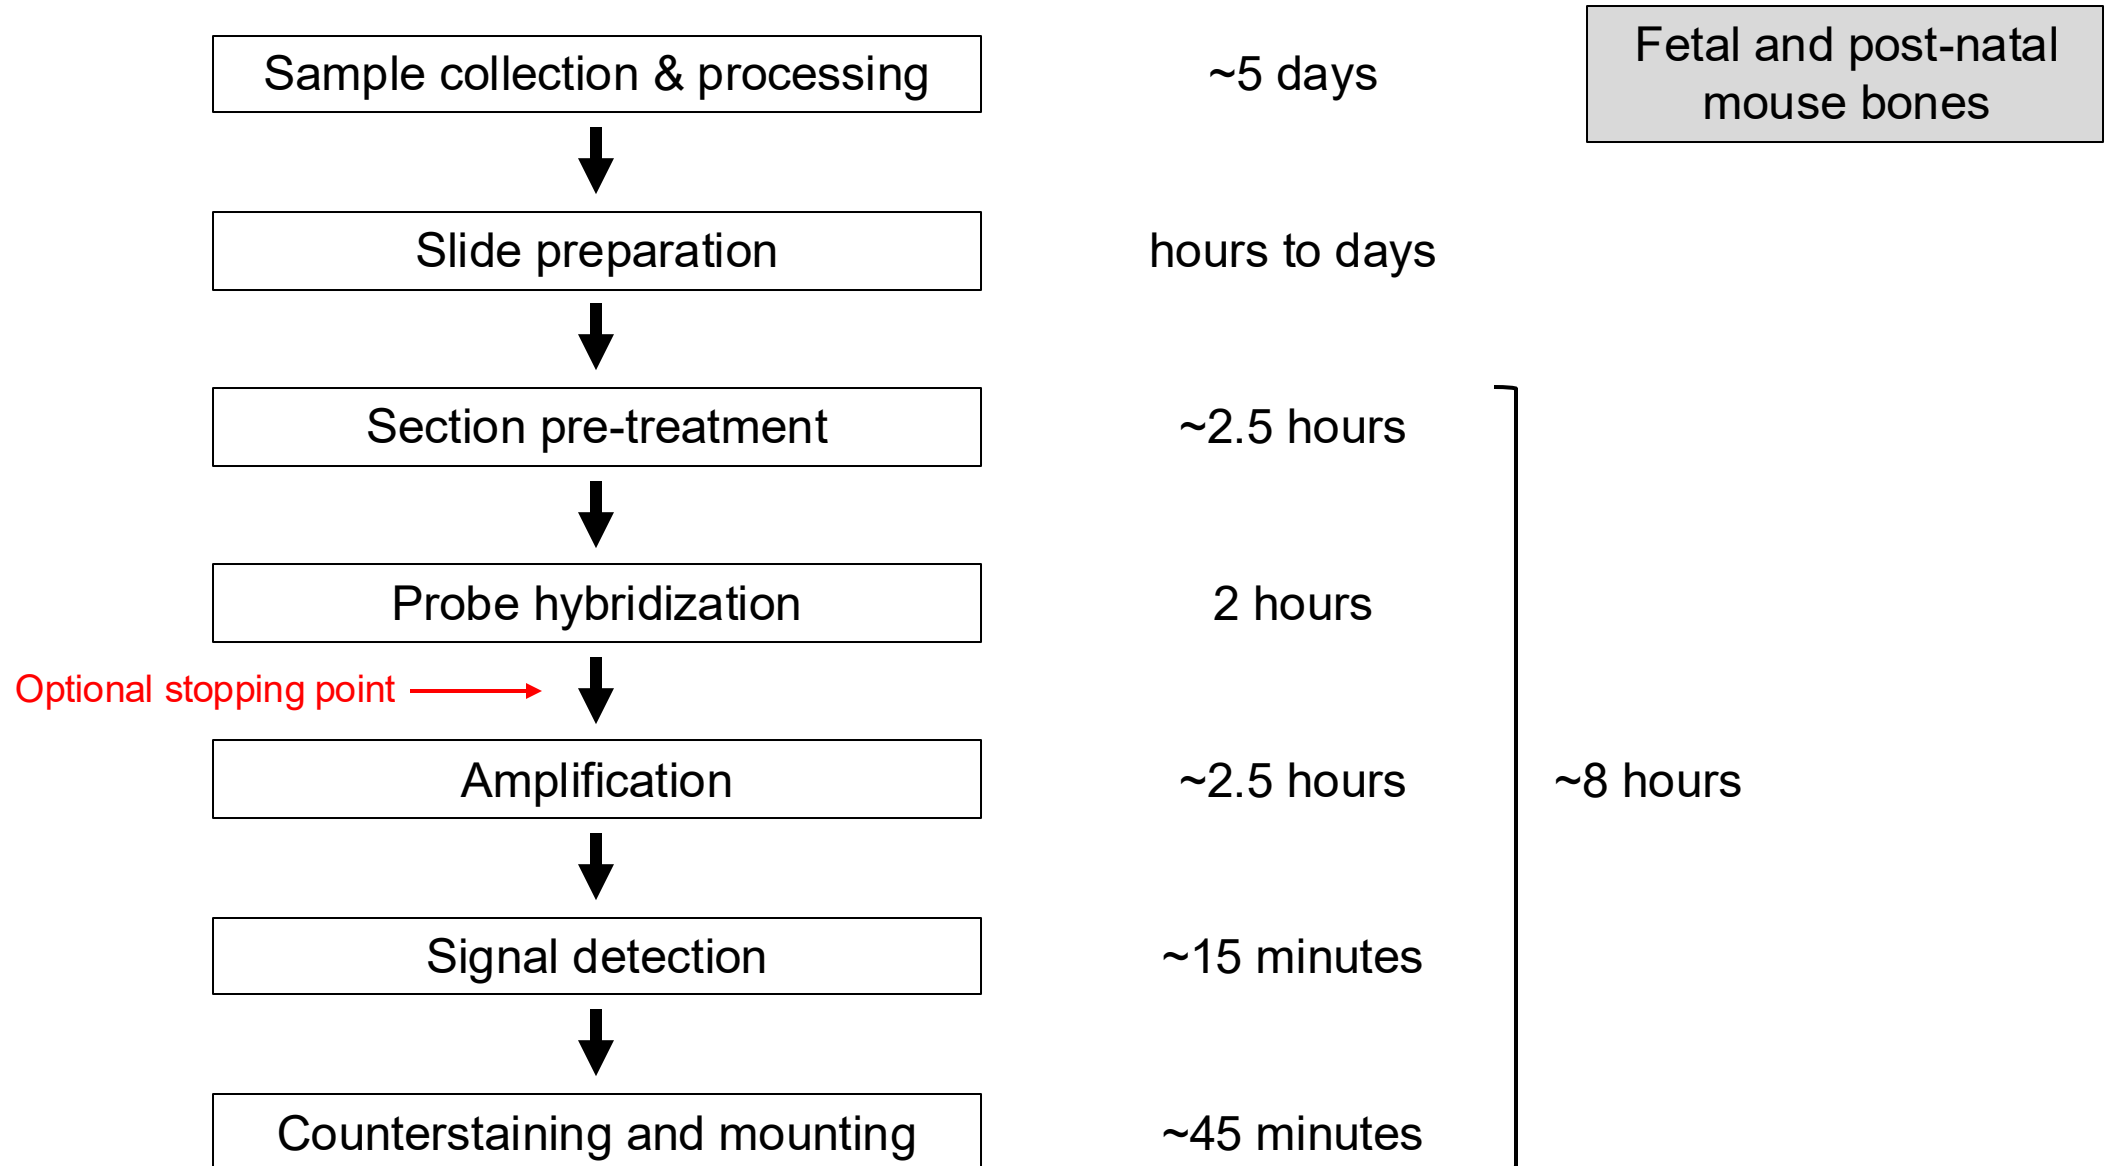 Sample collection & processing
~5 days
Fetal and post-natal
mouse bones
Slide preparation
hours to days
Section pre-treatment
~2.5 hours
Probe hybridization
2 hours
Optional stopping point
Amplification
~2.5 hours
~8 hours
Signal detection
~15 minutes
Counterstaining and mounting
~45 minutes